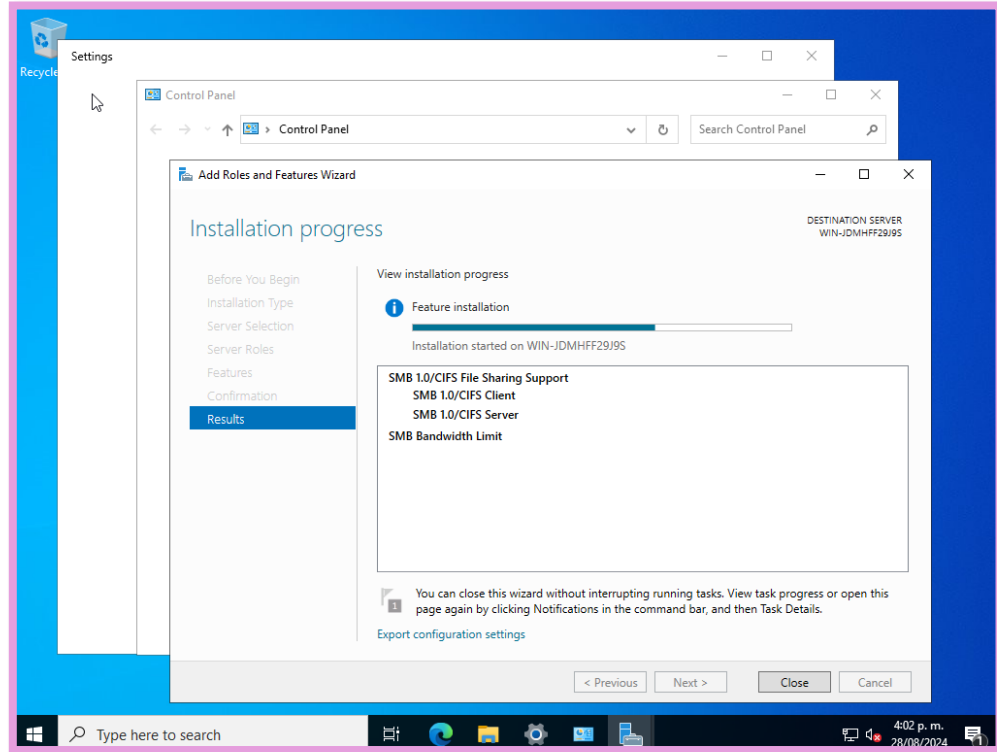 Recycle
Settings
Control Panel
Control Panel
Search Control Panel
Add Roles and Features Wizard
Installation progress
DESTINATION SERVER
WIN-JDMHFF29J9S
Before You Begin
Installation Type
Server Selection
Server Roles
Features
Confirmation
Results
View installation progress
Feature installation
Installation started on WIN-JDMHFF29J9S
SMB 1.0/CIFS File Sharing Support
SMB 1.0/CIFS Client
SMB 1.0/CIFS Server
SMB Bandwidth Limit
1
You can close this wizard without interrupting running tasks. View task progress or open this
page again by clicking Notifications in the command bar, and then Task Details.
Export configuration settings
< Previous
Next >
Close
Cancel
Type here to search
4:02 p. m.
28/08/2024
1